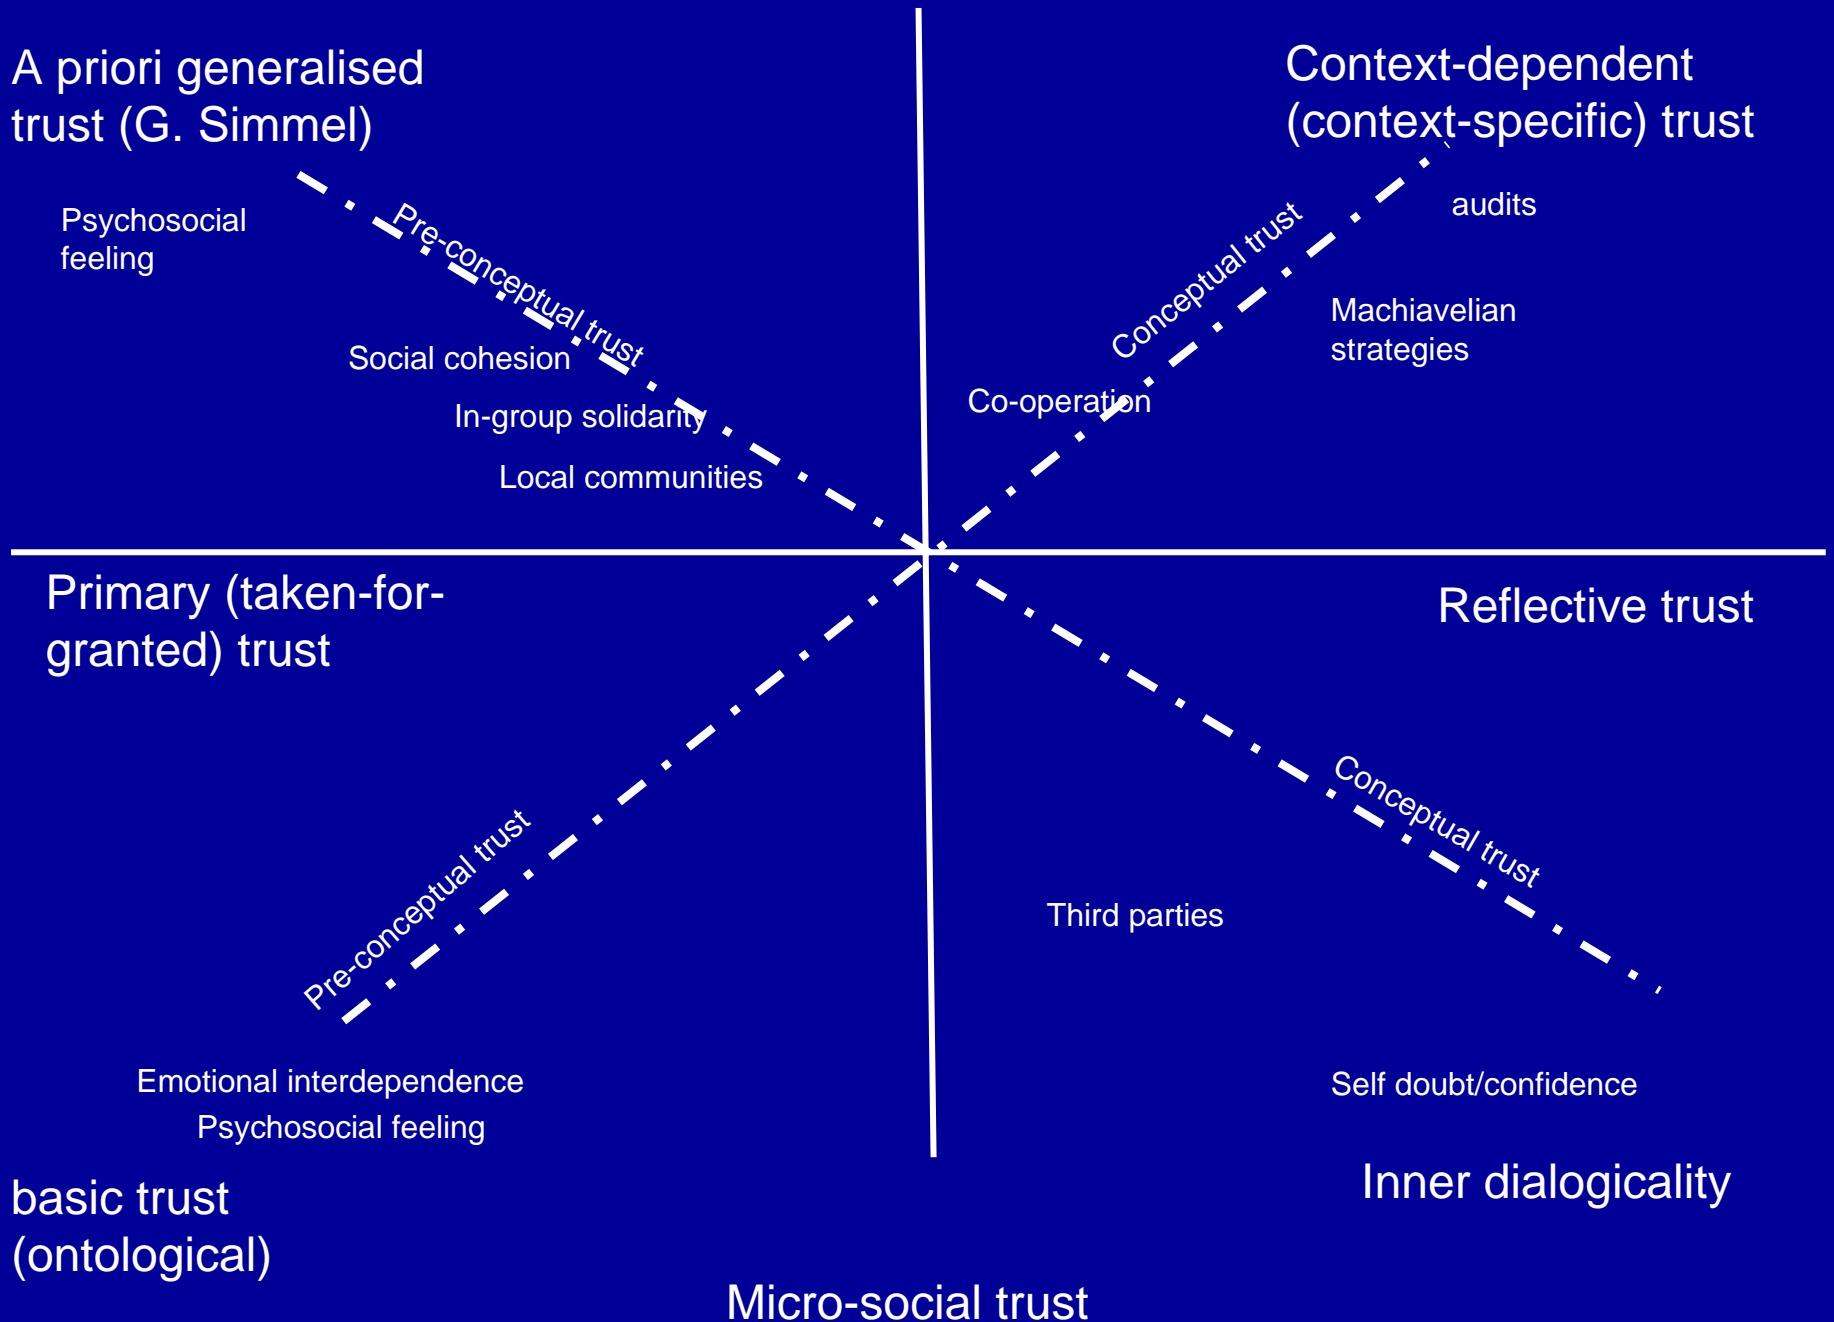 A priori generalised
trust (G. Simmel)
Context-dependent
(context-specific) trust
Psychosocial
feeling
Pre-conceptual trust
Conceptual trust
audits
Machiavelian
strategies
Social cohesion
Co-operation
In-group solidarity
Local communities
Primary (taken-for-
granted) trust
Reflective trust
Pre-conceptual trust
Conceptual trust
Third parties
Emotional interdependence
Psychosocial feeling
Self doubt/confidence
basic trust
(ontological)
Inner dialogicality
Micro-social trust